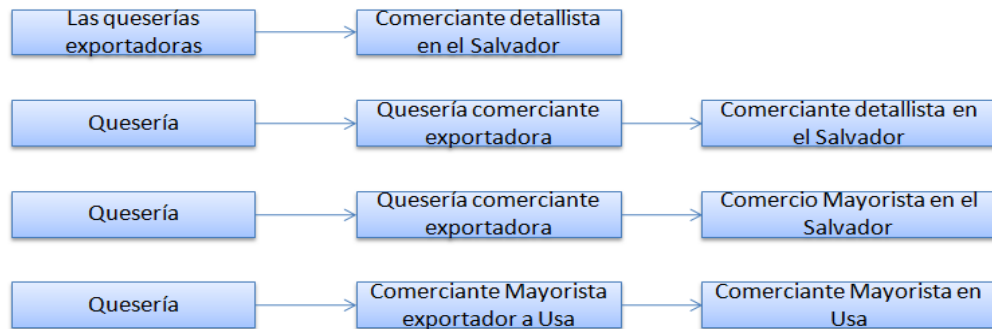 Las queserías
exportadoras
Comerciante detallista
en el Salvador
Quesería
Quesería comerciante
exportadora
Comerciante detallista en
el Salvador
Quesería
Quesería comerciante
exportadora
Comercio Mayorista en el
Salvador
Quesería
Comerciante Mayorista
exportador a Usa
Comerciante Mayorista en
Usa